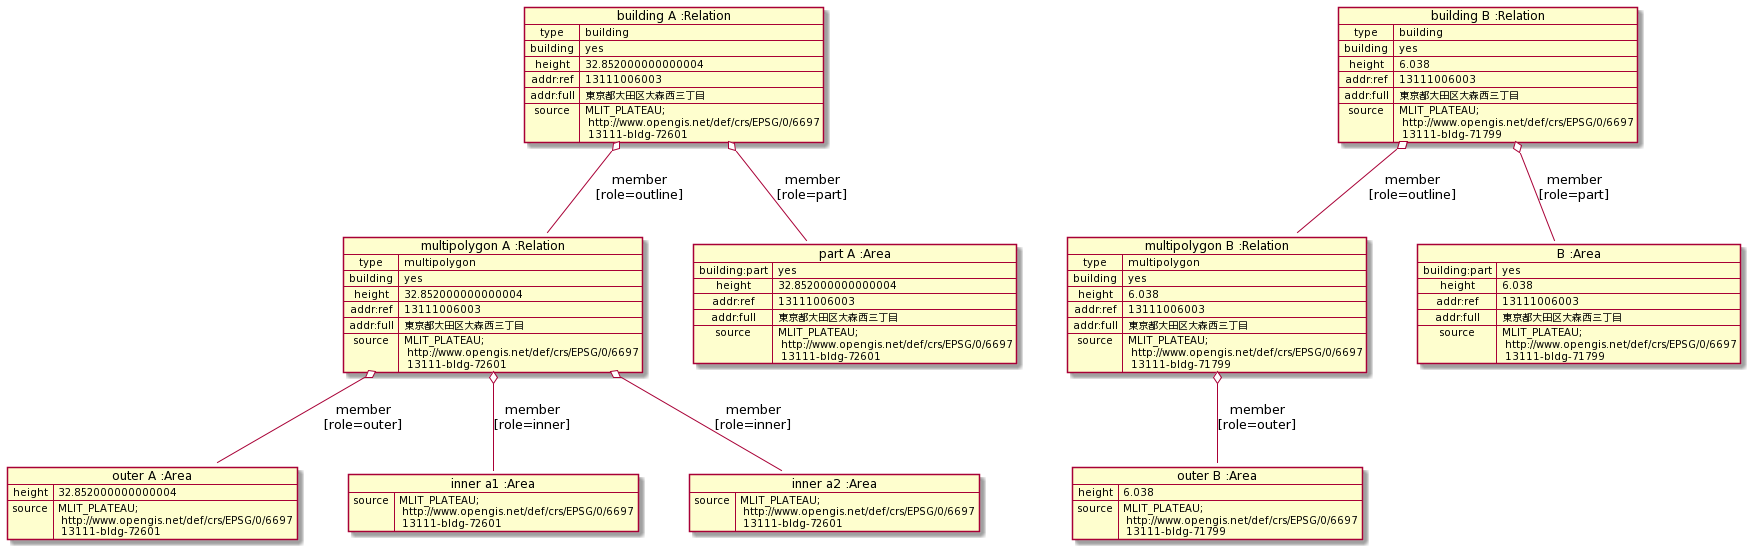 building A :Relation
type building
building yes
height 32.852000000000004
addr:ref 13111006003
addr:full 東京都大田区大森西三丁目
source MLIT_PLATEAU;
http://www.opengis.net/def/crs/EPSG/0/6697
13111-bldg-72601
building B :Relation
type building
building yes
height 6.038
addr:ref 13111006003
addr:full 東京都大田区大森西三丁目
source MLIT_PLATEAU;
http://www.opengis.net/def/crs/EPSG/0/6697
13111-bldg-71799
member
[role=outline]
member
[role=part]
member
[role=outline]
member
[role=part]
multipolygon A :Relation
type multipolygon
building yes
height 32.852000000000004
addr:ref 13111006003
addr:full 東京都大田区大森西三丁目
source MLIT_PLATEAU;
http://www.opengis.net/def/crs/EPSG/0/6697
13111-bldg-72601
part A :Area
building:part yes
height 32.852000000000004
addr:ref 13111006003
addr:full 東京都大田区大森西三丁目
source MLIT_PLATEAU;
http://www.opengis.net/def/crs/EPSG/0/6697
13111-bldg-72601
multipolygon B :Relation
type multipolygon
building yes
height 6.038
addr:ref 13111006003
addr:full 東京都大田区大森西三丁目
source MLIT_PLATEAU;
http://www.opengis.net/def/crs/EPSG/0/6697
13111-bldg-71799
B :Area
building:part yes
height 6.038
addr:ref 13111006003
addr:full 東京都大田区大森西三丁目
source MLIT_PLATEAU;
http://www.opengis.net/def/crs/EPSG/0/6697
13111-bldg-71799
member
[role=outer]
member
[role=inner]
member
[role=inner]
member
[role=outer]
outer A :Area
height 32.852000000000004
source MLIT_PLATEAU;
http://www.opengis.net/def/crs/EPSG/0/6697
13111-bldg-72601
inner a1 :Area
source MLIT_PLATEAU;
http://www.opengis.net/def/crs/EPSG/0/6697
13111-bldg-72601
inner a2 :Area
source MLIT_PLATEAU;
http://www.opengis.net/def/crs/EPSG/0/6697
13111-bldg-72601
outer B :Area
height 6.038
source MLIT_PLATEAU;
http://www.opengis.net/def/crs/EPSG/0/6697
13111-bldg-71799